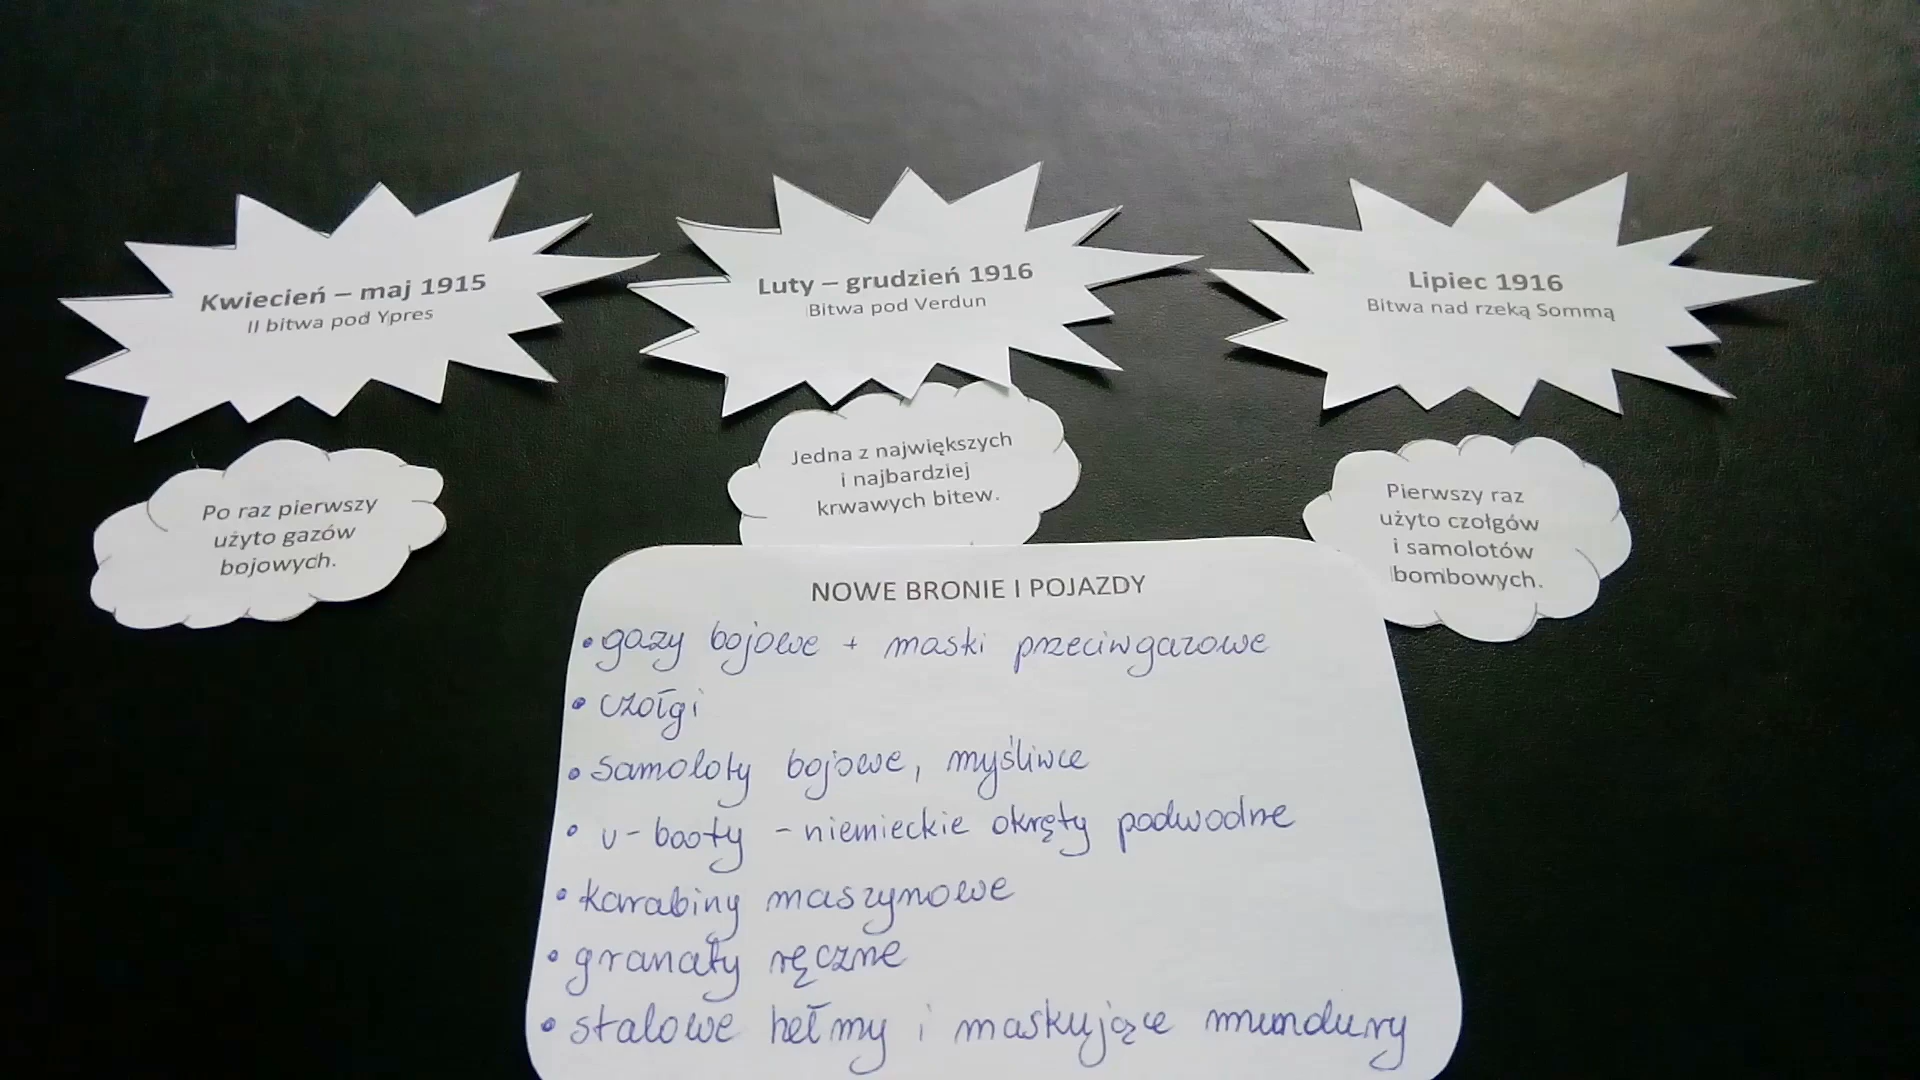 Kwiecień – maj 1915
II bitwa pod Ypres
Po raz pierwszy
użyto gazów
bojowych.
Luty – grudzień 1916
Bitwa pod Verdun
Jedna z największych
i najbardziej
krwawych bitew.
Lipiec 1916
Bitwa nad rzeką Sommą
Pierwszy raz
użyto czołgów
i samolotów
bombowych.
NOWE BRONIE I POJAZDY
• gazy bojowe + maski przeciwgazowe
• czołgi
• samoloty bojowe, myśliwce
• u-booty - niemieckie okręty podwodne
• karabiny maszynowe
• granaty ręczne
• stalowe hełmy i maskujące mundury